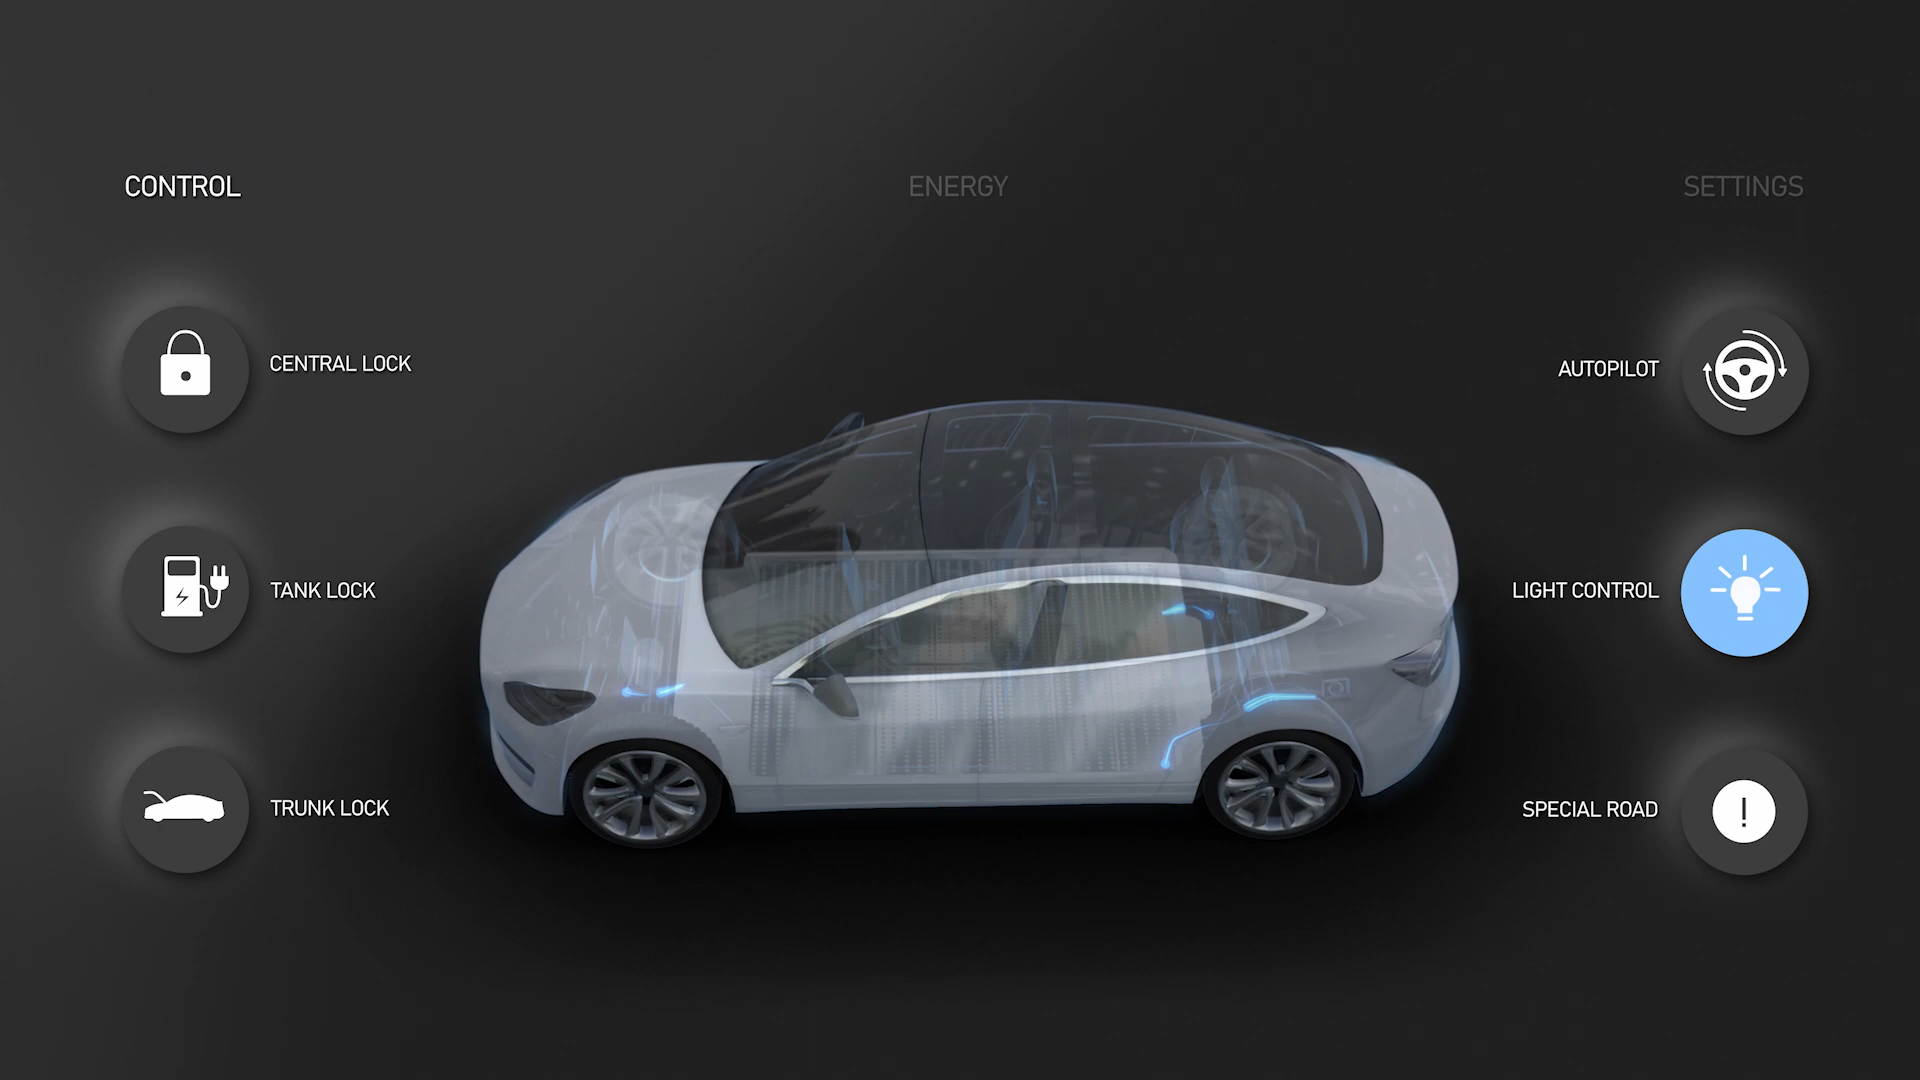 CONTROL
ENERGY
SETTINGS
CENTRAL LOCK
AUTOPILOT
TANK LOCK
LIGHT CONTROL
TRUNK LOCK
SPECIAL ROAD